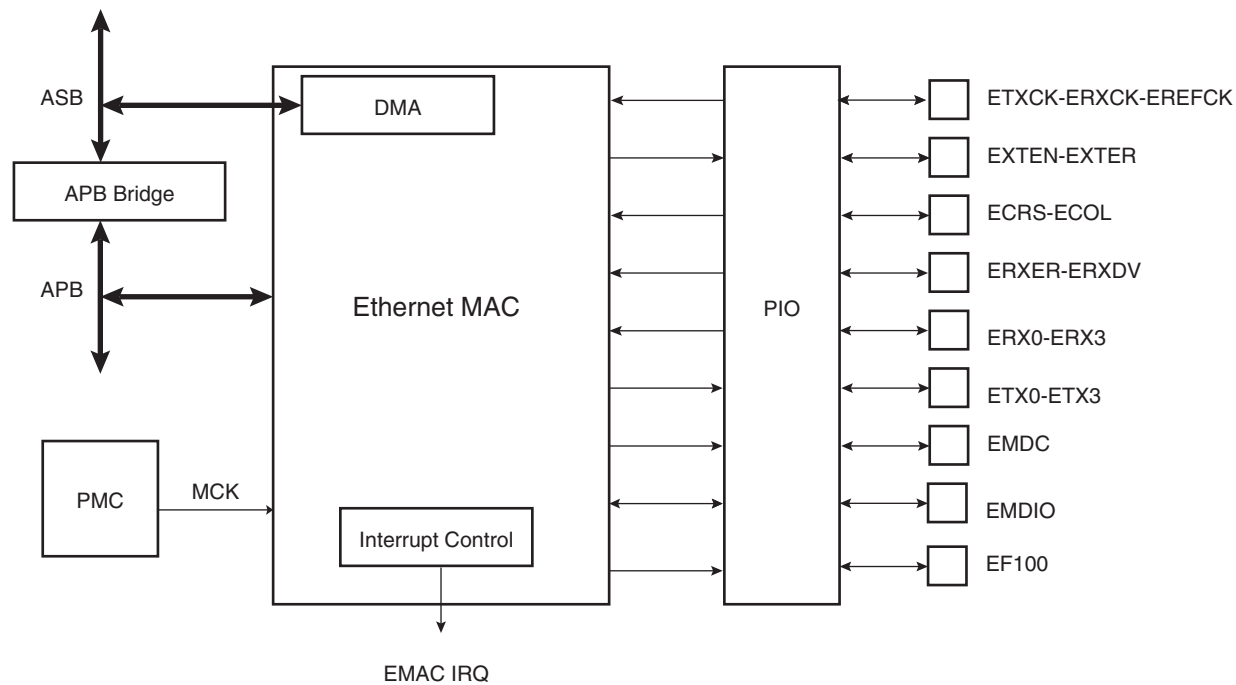 ASB
DMA
ETXCK-ERXCK-EREFCK
EXTEN-EXTER
APB Bridge
ECRS-ECOL
ERXER-ERXDV
APB
Ethernet MAC
PIO
ERX0-ERX3
ETX0-ETX3
EMDC
PMC
MCK
EMDIO
Interrupt Control
EF100
EMAC IRQ